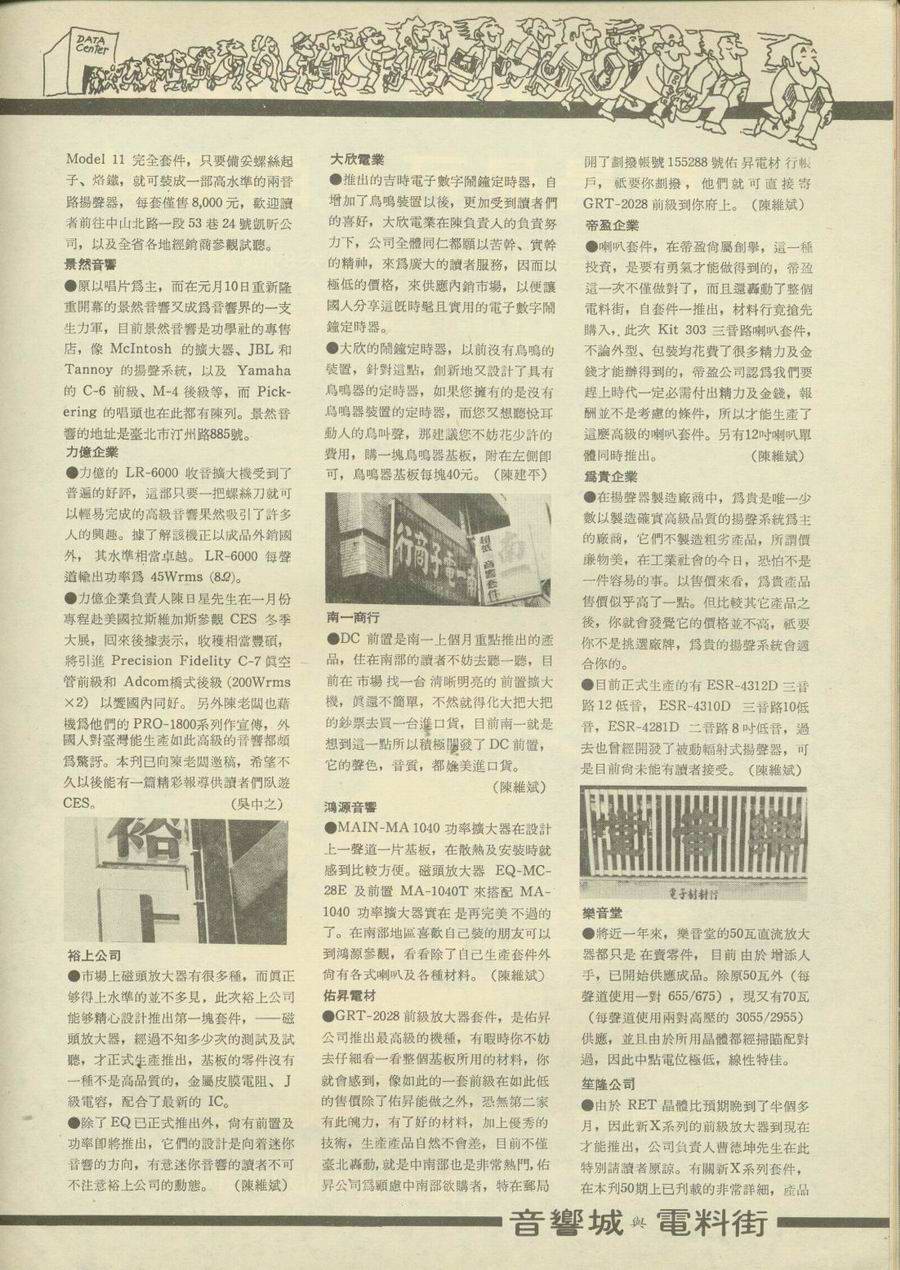 DATA
Center
Model 11 完全套件，只要備妥螺絲起
子、烙鐵，就可裝成一部高水準的兩音
路揚聲器，每套僅售8,000元，歡迎讀
者前往中山北路一段53巷24號凱昕公
司，以及全省各地經銷商參觀試聽。
景然音響
●原以唱片爲主，而在元月10日重新隆
重開幕的景然音響又成爲音響界的一支
生力軍，目前景然音響是功學社的專售
店，像 McIntosh 的擴大器、JBL 和
Tannoy 的揚聲系統，以及 Yamaha
的 C-6 前級、M-4 後級等，而 Pick-
ering 的唱頭也在此都有陳列。景然音
響的地址是臺北市汀州路885號。
力億企業
●力億的 LR-6000 收音擴大機受到了
普遍的好評，這部只要一把螺絲刀就可
以輕易完成的高級音響果然吸引了許多
人的興趣。據了解該機正以成品外銷國
外，其水準相當卓越。LR-6000 每聲
道輸出功率爲 45Wrms (8Ω)。
●力億企業負責人陳日星先生在一月份
專程赴美國拉斯維加斯參觀 CES 冬季
大展，囘來後據表示，收穫相當豐碩，
將引進 Precision Fidelity C-7 眞空
管前級和 Adcom橋式後級 (200Wrms
×2) 以饗國內同好。另外陳老闆也藉
機爲他們的 PRO-1800系列作宣傳，外
國人對臺灣能生產如此高級的音響都頗
爲驚訝。本刊已向陳老闆邀稿，希望不
久以後能有一篇精彩報導供讀者們臥遊
CES。 （吳中之）
裕
上
裕上公司
●市場上磁頭放大器有很多種，而眞正
够得上水準的並不多見，此次裕上公司
能够精心設計推出第一塊套件，——磁
頭放大器，經過不知多少次的測試及試
聽，才正式生產推出，基板的零件沒有
一種不是高品質的，金屬皮膜電阻、J
級電容，配合了最新的 IC。
●除了EQ已正式推出外，尙有前置及
功率卽將推出，它們的設計是向着迷你
音響的方向，有意迷你音響的讀者不可
不注意裕上公司的動態。 （陳維斌）
大欣電業
●推出的吉時電子數字鬧鐘定時器，自
增加了鳥鳴裝置以後，更加受到讀者們
的喜好，大欣電業在陳負責人的負責努
力下，公司全體同仁都願以苦幹、實幹
的精神，來爲廣大的讀者服務，因而以
極低的價格，來供應內銷市場，以便讓
國人分享這旣時髦且實用的電子數字鬧
鐘定時器。
●大欣的鬧鐘定時器，以前沒有鳥鳴的
裝置，針對這點，創新地又設計了具有
鳥鳴器的定時器，如果您擁有的是沒有
鳥鳴器裝置的定時器，而您又想聽悅耳
動人的鳥叫聲，那建議您不妨花少許的
費用，購一塊鳥鳴器基板，附在左側卽
可，鳥鳴器基板每塊40元。（陳建平）
行商子電一南
南
音響套件
南一商行
●DC 前置是南一上個月重點推出的產
品，住在南部的讀者不妨去聽一聽，目
前在市場找一台清晰明亮的前置擴大
機，眞還不簡單，不然就得化大把大把
的鈔票去買一台進口貨，目前南一就是
想到這一點所以積極開發了DC前置，
它的聲色，音質，都媲美進口貨。
（陳維斌）
鴻源音響
●MAIN-MA 1040 功率擴大器在設計
上一聲道一片基板，在散熱及安裝時就
感到比較方便。磁頭放大器 EQ-MC-
28E 及前置 MA-1040T 來搭配 MA-
1040 功率擴大器實在是再完美不過的
了。在南部地區喜歡自己裝的朋友可以
到鴻源參觀，看看除了自己生產套件外
尙有各式喇叭及各種材料。（陳維斌）
佑昇電材
●GRT-2028 前級放大器套件，是佑昇
公司推出最高級的機種，有暇時你不妨
去仔細看一看整個基板所用的材料，你
就會感到，像如此的一套前級在如此低
的售價除了佑昇能做之外，恐無第二家
有此魄力，有了好的材料，加上優秀的
技術，生產產品自然不會差，目前不僅
臺北轟動，就是中南部也是非常熱門，佑
昇公司爲顧慮中南部欲購者，特在郵局
開了劃撥帳號155288號佑昇電材行帳
戶，祇要你劃撥，他們就可直接寄
GRT-2028 前級到你府上。（陳維斌）
帝盈企業
●喇叭套件，在帝盈尙屬創擧，這一種
投資，是要有勇氣才能做得到的，帝盈
這一次不僅做對了，而且還轟動了整個
電料街，自套件一推出，材料行竟搶先
購入，此次 Kit 303 三音路喇叭套件，
不論外型、包裝均花費了很多精力及金
錢才能辦得到的，帝盈公司認爲我們要
趕上時代一定必需付出精力及金錢，報
酬並不是考慮的條件，所以才能生產了
這麽高級的喇叭套件。另有12吋喇叭單
體同時推出。 （陳維斌）
爲貴企業
●在揚聲器製造廠商中，爲貴是唯一少
數以製造確實高級品質的揚聲系統爲主
的廠商，它們不製造粗劣產品，所謂價
廉物美，在工業社會的今日，恐怕不是
一件容易的事。以售價來看，爲貴產品
售價似乎高了一點。但比較其它產品之
後，你就會發覺它的價格並不高，祇要
你不是挑選廠牌，爲貴的揚聲系統會適
合你的。
●目前正式生產的有 ESR-4312D 三音
路12低音，ESR-4310D 三音路10低
音，ESR-4281D 二音路8吋低音，過
去也曾經開發了被動輻射式揚聲器，可
是目前尙未能有讀者接受。（陳維斌）
堂音樂
電子材料行
樂音堂
●將近一年來，樂音堂的50瓦直流放大
器都只是在賣零件，目前由於增添人
手，已開始供應成品。除原50瓦外（每
聲道使用一對 655/675），現又有70瓦
（每聲道使用兩對高壓的 3055/2955）
供應，並且由於所用晶體都經掃瞄配對
過，因此中點電位極低，線性特佳。
笙隆公司
●由於 RET 晶體比預期晚到了半個多
月，因此新X系列的前級放大器到現在
才能推出，公司負責人曹德坤先生在此
特別請讀者原諒。有關新X系列套件，
在本刊50期上已刊載的非常詳細，產品
音響城與電料街